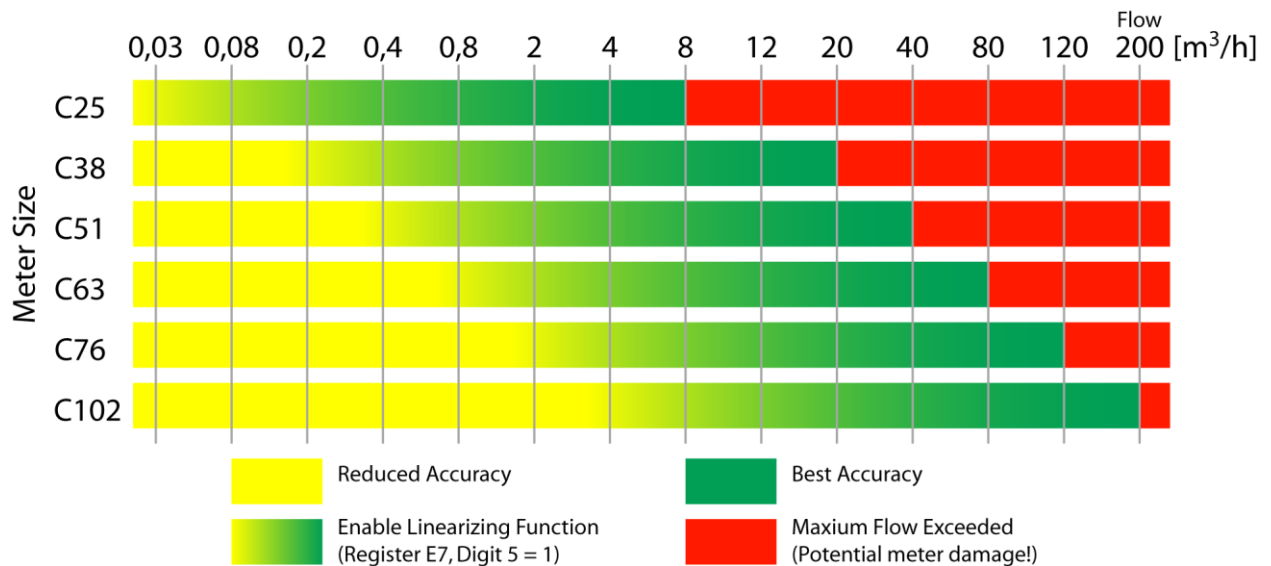 Flow
0,03 0,08 0,2 0,4 0,8 2 4 8 12 20 40 80 120 200 [m³/h]
Meter Size
C25
C38
C51
C63
C76
C102
Reduced Accuracy
Best Accuracy
Enable Linearizing Function
(Register E7, Digit 5 = 1)
Maxium Flow Exceeded
(Potential meter damage!)